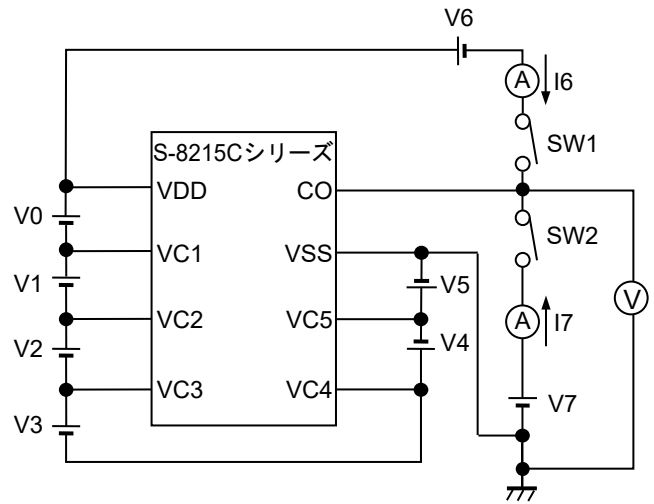 V6
A
I6
S-8215Cシリーズ
SW1
VDD
CO
V0
SW2
VC1
VSS
V1
V5
A
I7
V
VC2
VC5
V2
V4
VC3
VC4
V7
V3